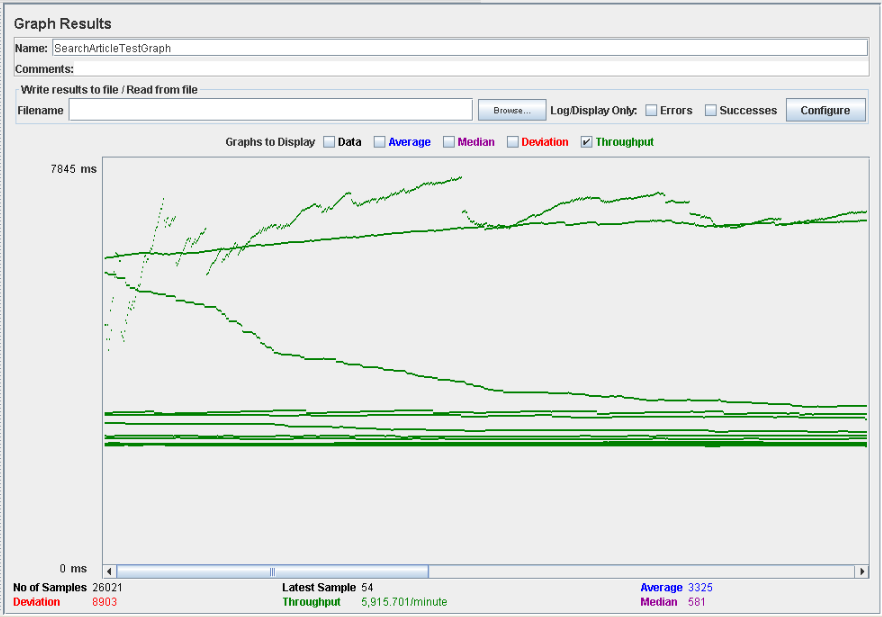 Graph Results
Name: SearchArticleTestGraph
Comments:
Write results to file / Read from file
Filename Browse... Log/Display Only: Errors Successes Configure
Graphs to Display Data Average Median Deviation Throughput
7845 ms
0 ms
No of Samples 26021 Latest Sample 54 Average 3325
Deviation 8903 Throughput 5,915.701/minute Median 581